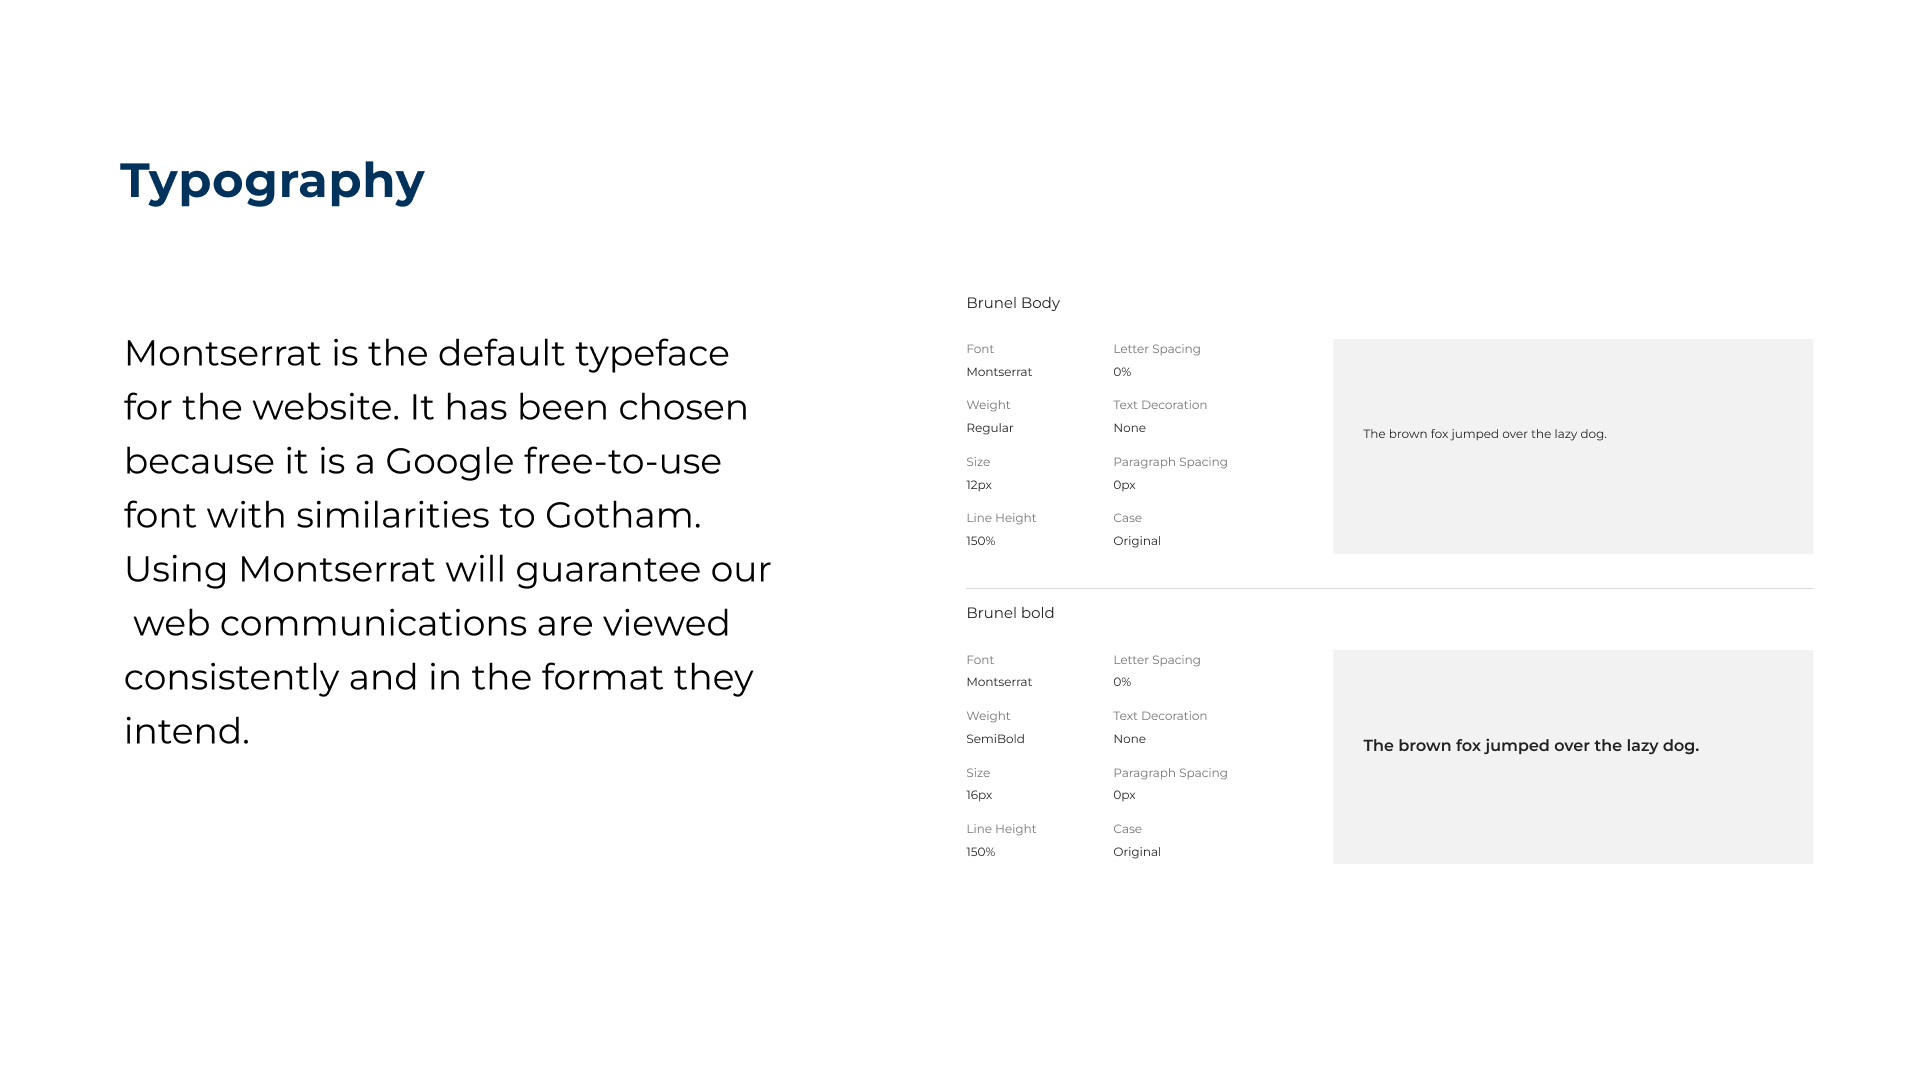 Typography
Montserrat is the default typeface
for the website. It has been chosen
because it is a Google free-to-use
font with similarities to Gotham.
Using Montserrat will guarantee our
web communications are viewed
consistently and in the format they
intend.
Brunel Body
Font
Montserrat
Letter Spacing
0%
Weight
Regular
Text Decoration
None
Size
12px
Paragraph Spacing
0px
Line Height
150%
Case
Original
The brown fox jumped over the lazy dog.
Brunel bold
Font
Montserrat
Letter Spacing
0%
Weight
SemiBold
Text Decoration
None
Size
16px
Paragraph Spacing
0px
Line Height
150%
Case
Original
The brown fox jumped over the lazy dog.